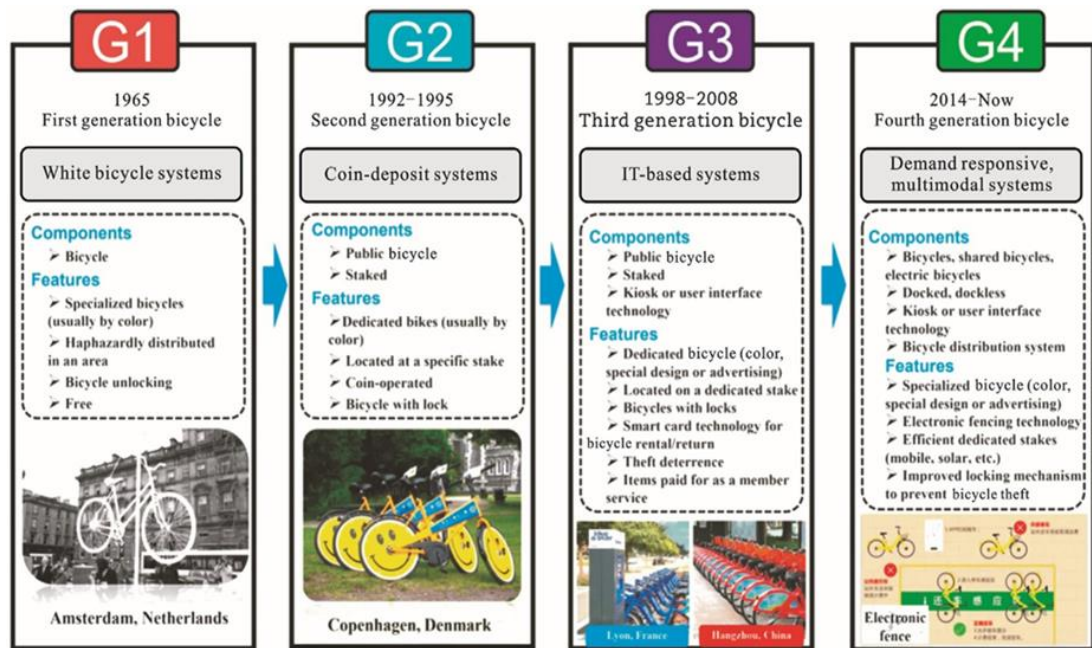 G1
1965
First generation bicycle
White bicycle systems
Components
➤ Bicycle
Features
➤ Specialized bicycles
(usually by color)
➤ Haphazardly distributed
in an area
➤ Bicycle unlocking
➤ Free
Amsterdam, Netherlands
G2
1992-1995
Second generation bicycle
Coin-deposit systems
Components
➤ Public bicycle
➤ Staked
Features
➤ Dedicated bikes (usually by
color)
➤ Located at a specific stake
➤ Coin-operated
➤ Bicycle with lock
Copenhagen, Denmark
G3
1998-2008
Third generation bicycle
IT-based systems
Components
➤ Public bicycle
➤ Staked
➤ Kiosk or user interface
technology
Features
➤ Dedicated bicycle (color,
special design or advertising)
➤ Located on a dedicated stake
➤ Bicycles with locks
➤ Smart card technology for
bicycle rental/return
➤ Theft deterrence
➤ Items paid for as a member
service
Lyon, France
Hangzhou, China
G4
2014-Now
Fourth generation bicycle
Demand responsive,
multimodal systems
Components
➤ Bicycles, shared bicycles,
electric bicycles
➤ Docked, dockless
➤ Kiosk or user interface
technology
➤ Bicycle distribution system
Features
➤ Specialized bicycle (color,
special design or advertising)
➤ Electronic fencing technology
➤ Efficient dedicated stakes
(mobile, solar, etc.)
➤ Improved locking mechanism
to prevent bicycle theft
还车感应
Electronic
fence